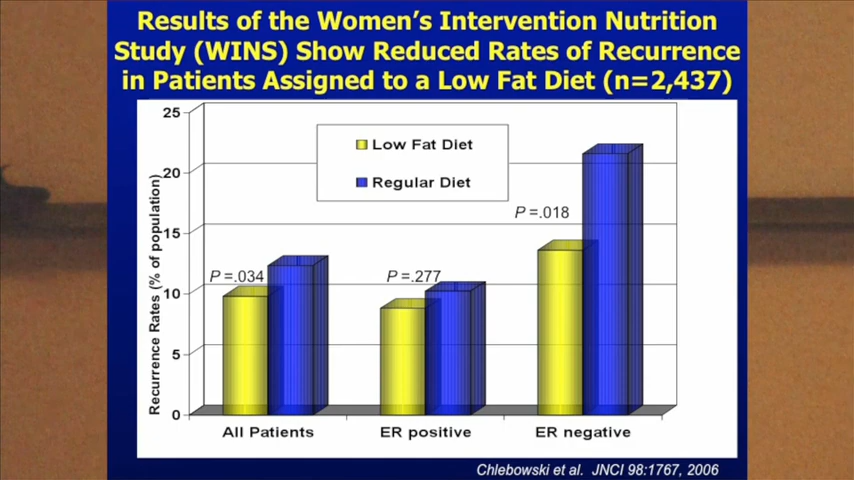 Results of the Women's Intervention Nutrition
Study (WINS) Show Reduced Rates of Recurrence
in Patients Assigned to a Low Fat Diet (n=2,437)
Recurrence Rates (% of population)
25
20
15
10
5
0
Low Fat Diet
Regular Diet
P =.034
P =.277
P =.018
All Patients
ER positive
ER negative
Chlebowski et al. JNCI 98:1767, 2006